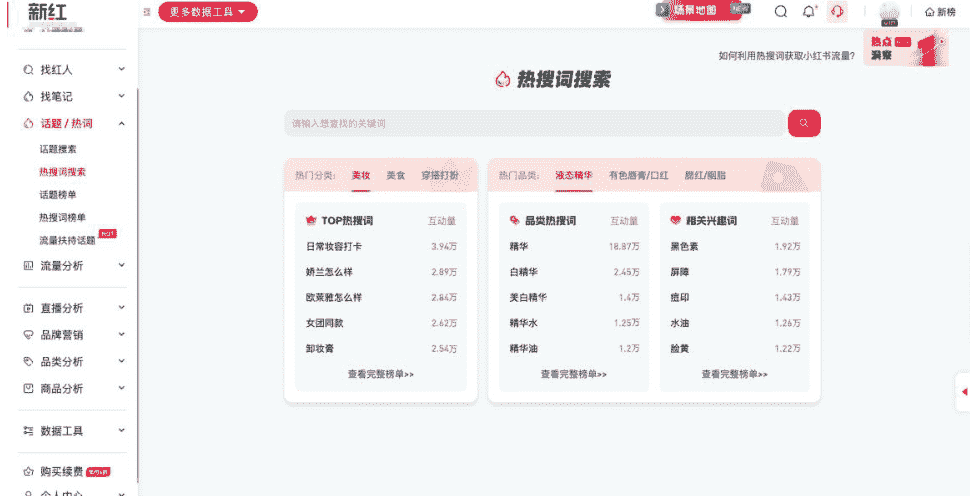 新红
更多数据工具
场景地图
新榜
找红人
找笔记
话题 / 热词
话题搜索
热搜词搜索
话题榜单
热搜词榜单
流量扶持话题
流量分析
直播分析
品牌营销
品类分析
商品分析
数据工具
购买续费
个人中心
如何利用热搜词获取小红书流量?
热点
洞察
热搜词搜索
请输入想查找的关键词
热门分类: 美妆 美食 穿搭打扮
TOP热搜词 互动量
日常妆容打卡 3.94万
娇兰怎么样 2.89万
欧莱雅怎么样 2.84万
女团同款 2.62万
卸妆膏 2.54万
查看完整榜单>>
热门品类: 液态精华 有色唇膏/口红 腮红/胭脂
品类热搜词 互动量
精华 18.87万
白精华 2.45万
美白精华 1.4万
精华水 1.25万
精华油 1.2万
查看完整榜单>>
相关兴趣词 互动量
黑色素 1.92万
屏障 1.79万
痘印 1.43万
水油 1.26万
脸黄 1.22万
查看完整榜单>>